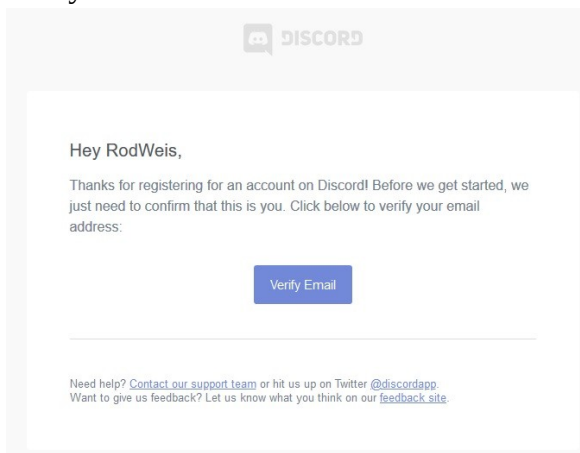 DISCORD
Hey RodWeis,
Thanks for registering for an account on Discord! Before we get started, we
just need to confirm that this is you. Click below to verify your email
address:
Verify Email
Need help? Contact our support team or hit us up on Twitter @discordapp.
Want to give us feedback? Let us know what you think on our feedback site.